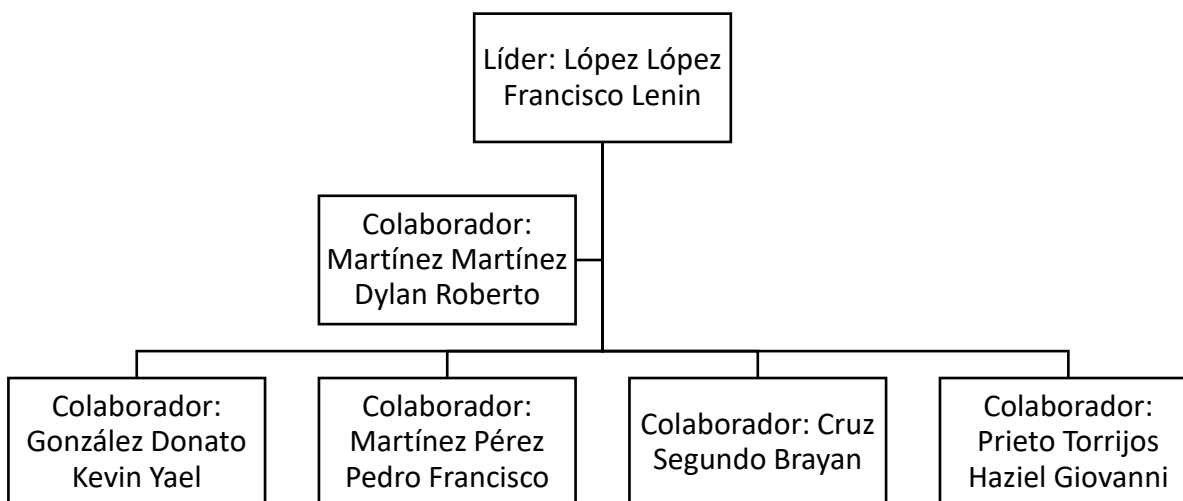 Líder: López López
Francisco Lenin
Colaborador:
Martínez Martínez
Dylan Roberto
Colaborador:
González Donato
Kevin Yael
Colaborador:
Martínez Pérez
Pedro Francisco
Colaborador: Cruz
Segundo Brayan
Colaborador:
Prieto Torrijos
Haziel Giovanni